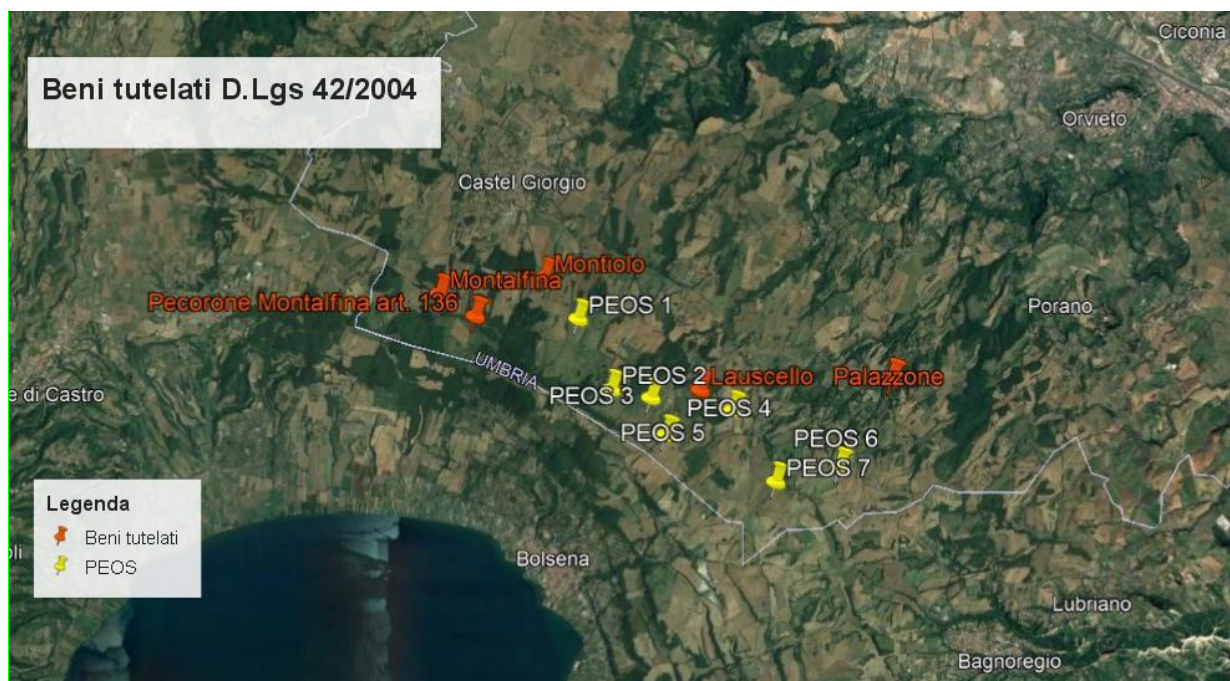 Ciconia
Beni tutelati D.Lgs 42/2004
Orvieto
Castel Giorgio
Montiolo
Montalfina
Pecorone Montalfina art. 136
PEOS 1
Porano
UMBRIA
PEOS 2
Lauscello
Palazzone
PEOS 3
e di Castro
PEOS 4
PEOS 5
PEOS 6
PEOS 7
Legenda
Beni tutelati
PEOS
oli
Bolsena
Lubriano
Bagnoregio